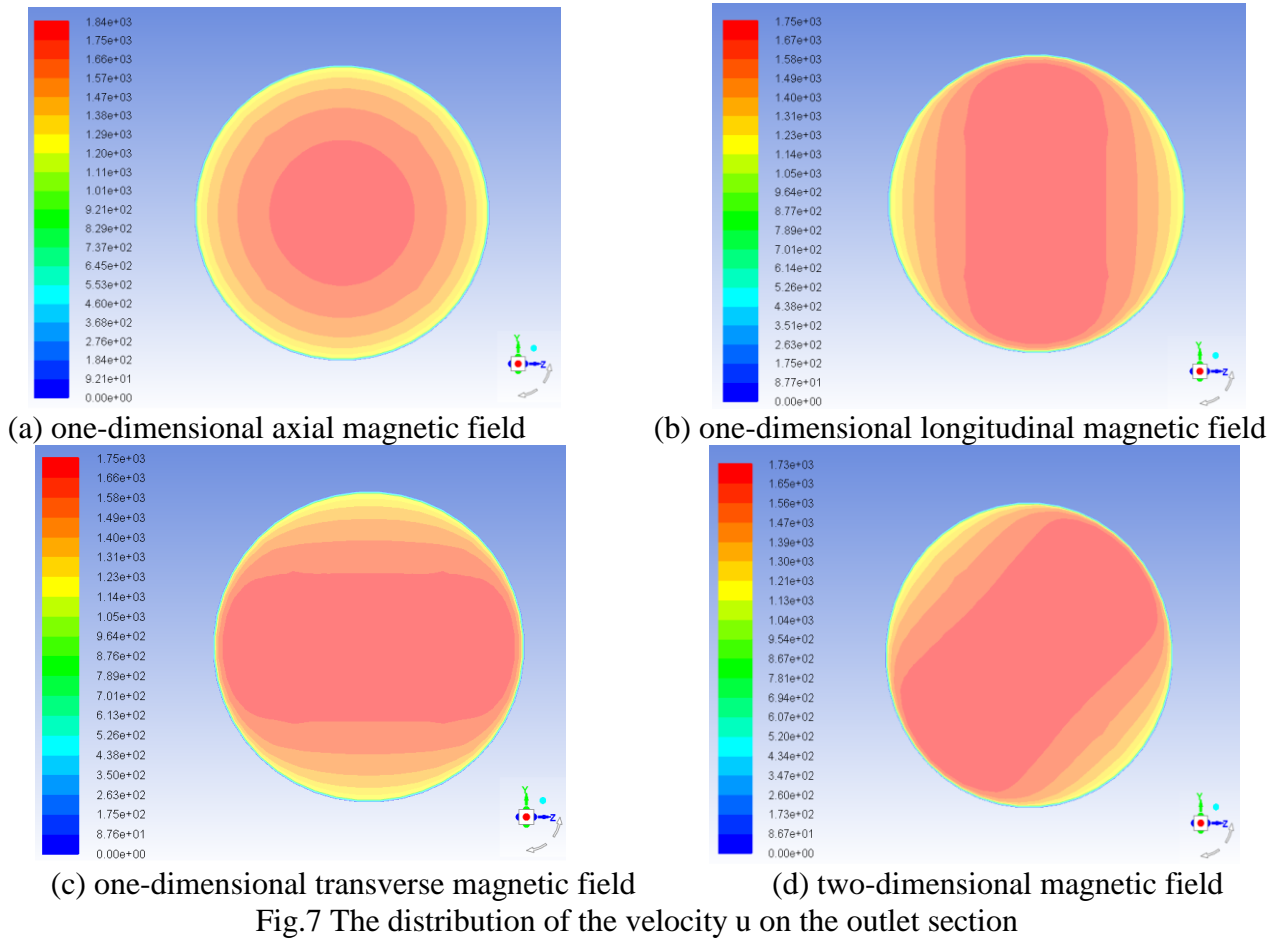 1.84e+03
1.75e+03
1.66e+03
1.57e+03
1.47e+03
1.38e+03
1.29e+03
1.20e+03
1.11e+03
1.01e+03
9.21e+02
8.29e+02
7.37e+02
6.45e+02
5.53e+02
4.60e+02
3.68e+02
2.76e+02
1.84e+02
9.21e+01
0.00e+00
Y
Z
(a) one-dimensional axial magnetic field
1.75e+03
1.67e+03
1.58e+03
1.49e+03
1.40e+03
1.31e+03
1.23e+03
1.14e+03
1.05e+03
9.64e+02
8.77e+02
7.89e+02
7.01e+02
6.14e+02
5.26e+02
4.38e+02
3.51e+02
2.63e+02
1.75e+02
8.77e+01
0.00e+00
Y
Z
(b) one-dimensional longitudinal magnetic field
1.75e+03
1.66e+03
1.58e+03
1.49e+03
1.40e+03
1.31e+03
1.23e+03
1.14e+03
1.05e+03
9.64e+02
8.76e+02
7.89e+02
7.01e+02
6.13e+02
5.26e+02
4.38e+02
3.50e+02
2.63e+02
1.75e+02
8.76e+01
0.00e+00
Y
Z
(c) one-dimensional transverse magnetic field
1.73e+03
1.65e+03
1.56e+03
1.47e+03
1.39e+03
1.30e+03
1.21e+03
1.13e+03
1.04e+03
9.54e+02
8.67e+02
7.81e+02
6.94e+02
6.07e+02
5.20e+02
4.34e+02
3.47e+02
2.60e+02
1.73e+02
8.67e+01
0.00e+00
Y
Z
(d) two-dimensional magnetic field
Fig.7 The distribution of the velocity u on the outlet section